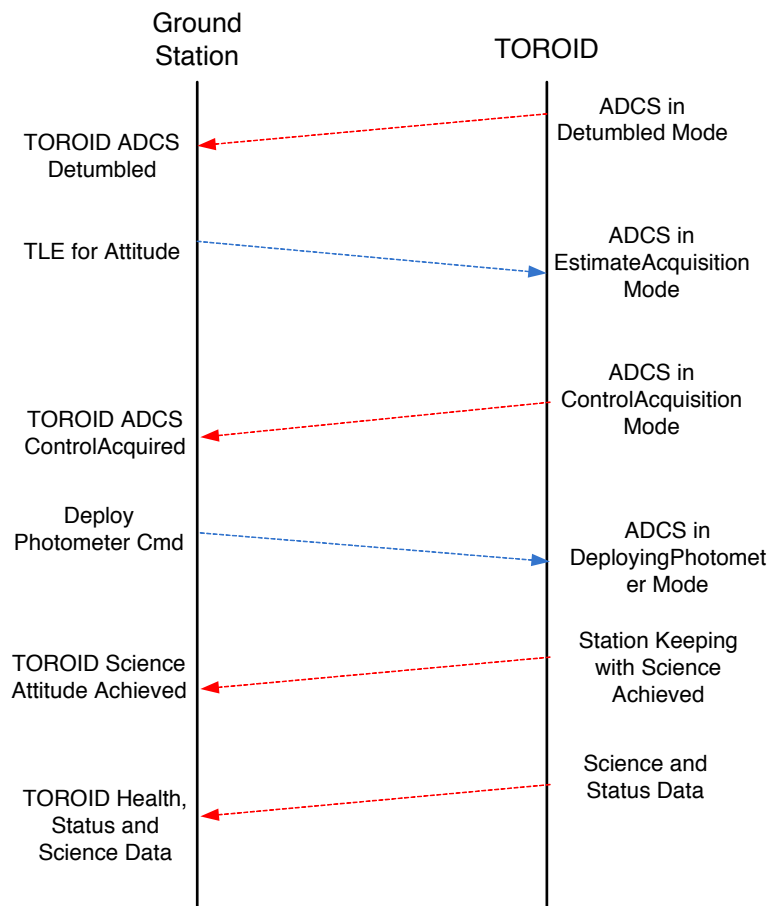 Ground
Station
TOROID
ADCS in
Detumbled Mode
TOROID ADCS
Detumbled
TLE for Attitude
ADCS in
EstimateAcquisition
Mode
ADCS in
ControlAcquisition
Mode
TOROID ADCS
ControlAcquired
Deploy
Photometer Cmd
ADCS in
DeployingPhotomet
er Mode
Station Keeping
with Science
Achieved
TOROID Science
Attitude Achieved
Science and
Status Data
TOROID Health,
Status and
Science Data